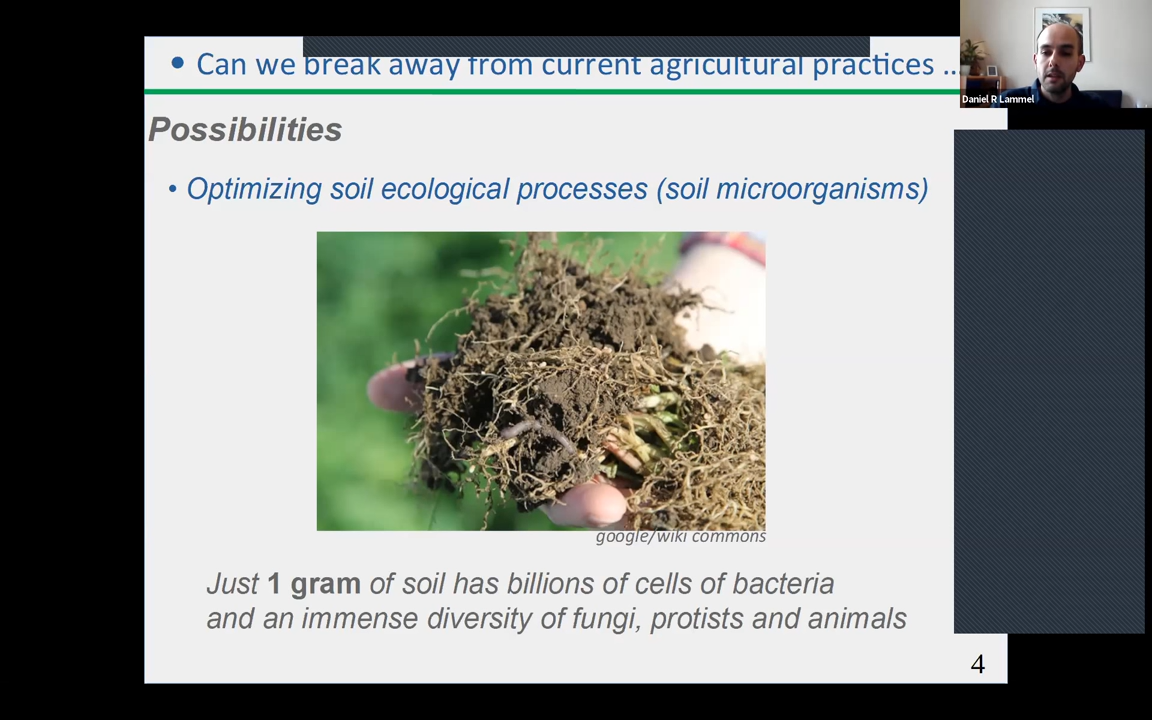 • Can we break away from current agricultural practices ...
Daniel R Lammel
Possibilities
• Optimizing soil ecological processes (soil microorganisms)
google/wiki commons
Just 1 gram of soil has billions of cells of bacteria
and an immense diversity of fungi, protists and animals
4